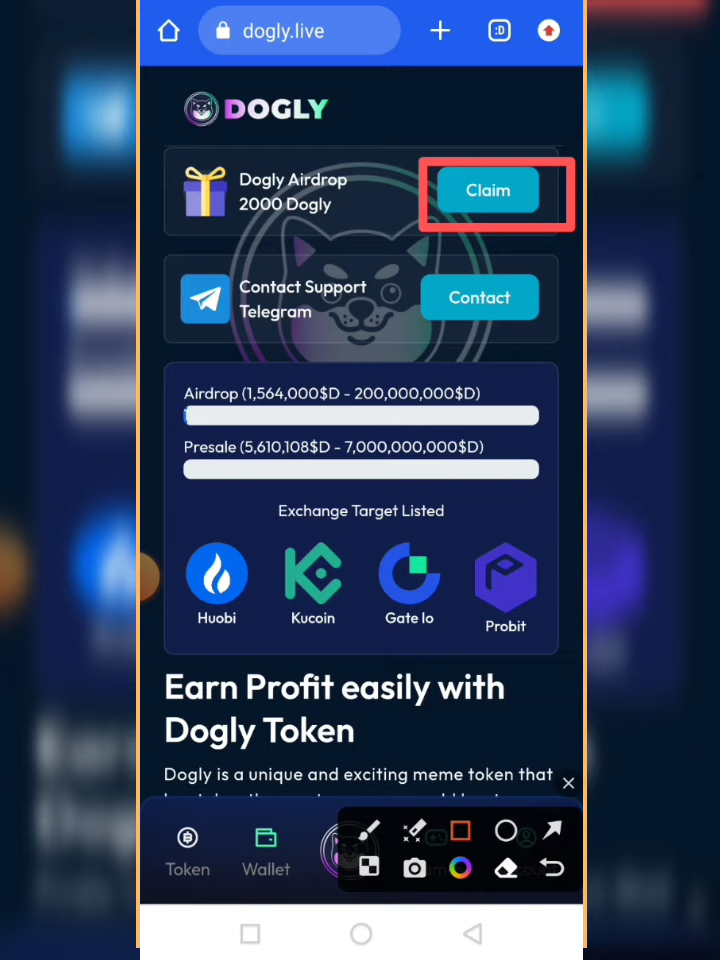 dogly.live
:D
DOGLY
Dogly Airdrop
2000 Dogly
Claim
Contact Support
Telegram
Contact
Airdrop (1,564,000$D - 200,000,000$D)
Presale (5,610,108$D - 7,000,000,000$D)
Exchange Target Listed
Huobi
Kucoin
Gate Io
Probit
Earn Profit easily with
Dogly Token
Dogly is a unique and exciting meme token that
Token
Wallet